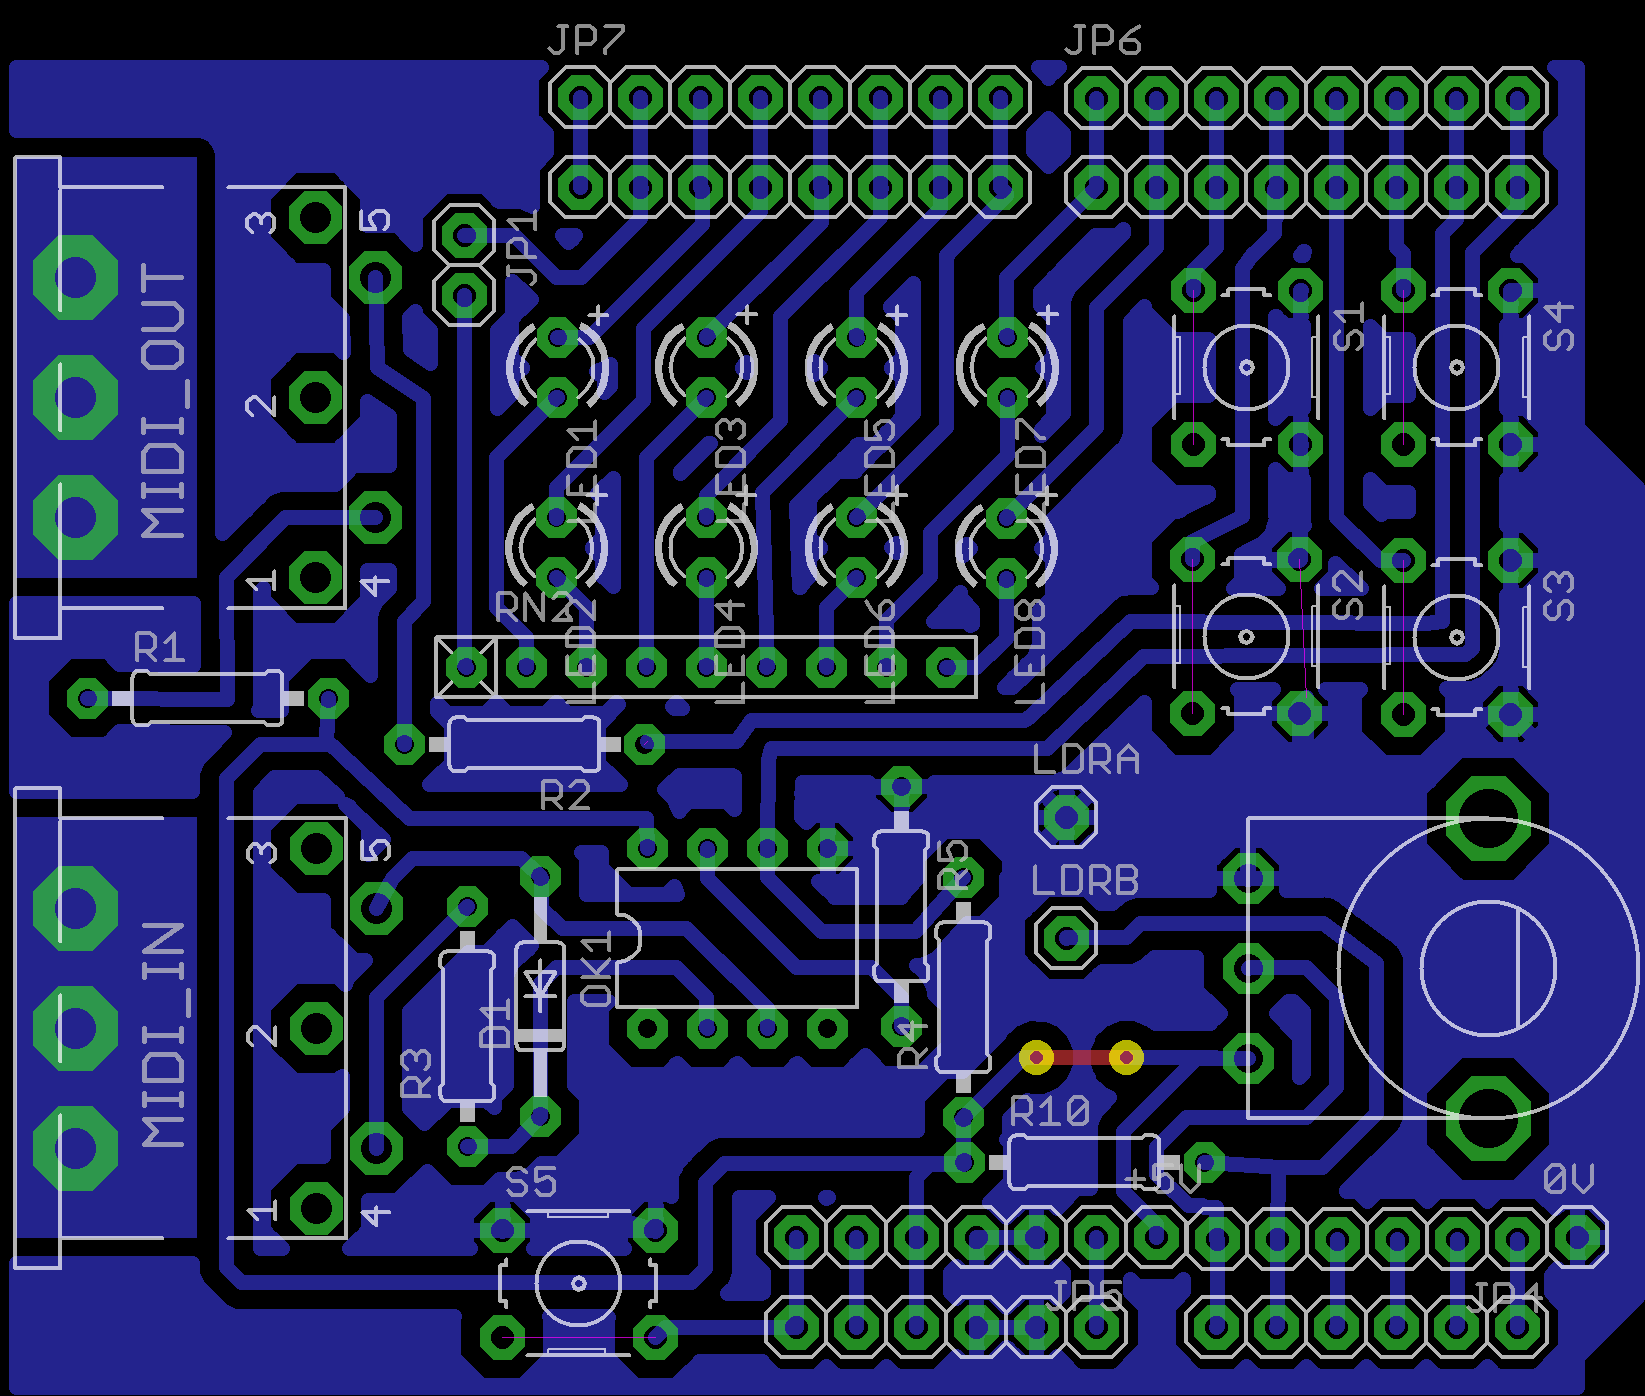 JP7
JP6
3
5
JP1
MIDI_OUT
2
1
4
+
+
+
+
S1
S4
LED1
LED3
LED5
LED7
+
+
+
+
RN2
LED2
LED4
LED6
LED8
S2
S3
R1
R2
LDRA
3
5
R5
LDRB
MIDI_IN
2
OK1
D1
R3
R4
R10
1
4
S5
+5V
0V
JP5
JP4